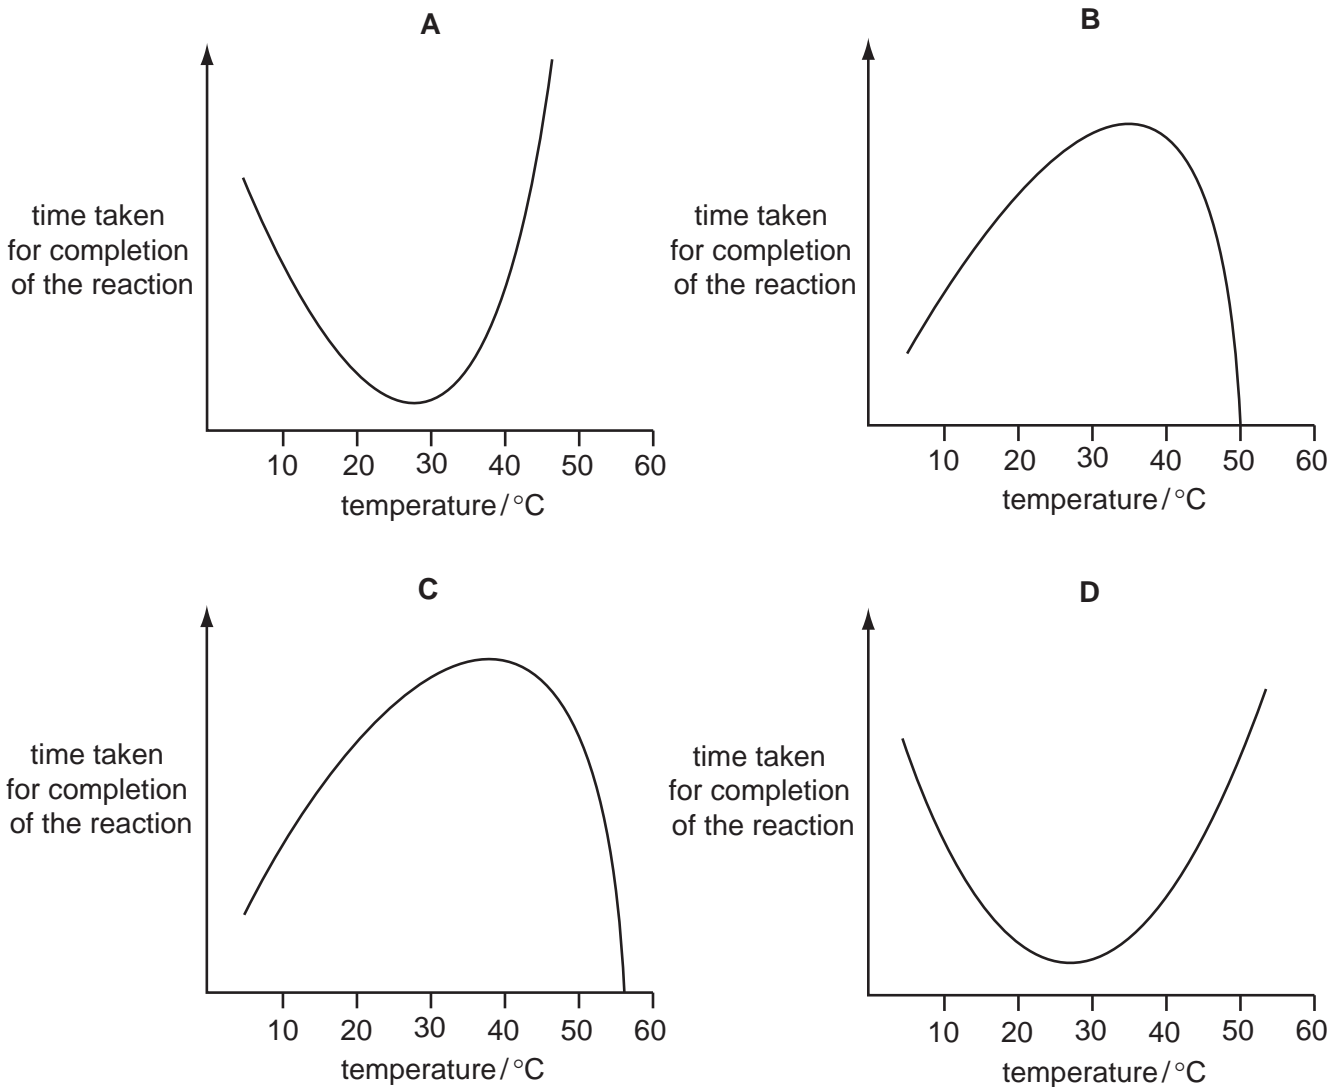 A
time taken
for completion
of the reaction
10 20 30 40 50 60
temperature / °C
B
time taken
for completion
of the reaction
10 20 30 40 50 60
temperature / °C
C
time taken
for completion
of the reaction
10 20 30 40 50 60
temperature / °C
D
time taken
for completion
of the reaction
10 20 30 40 50 60
temperature / °C